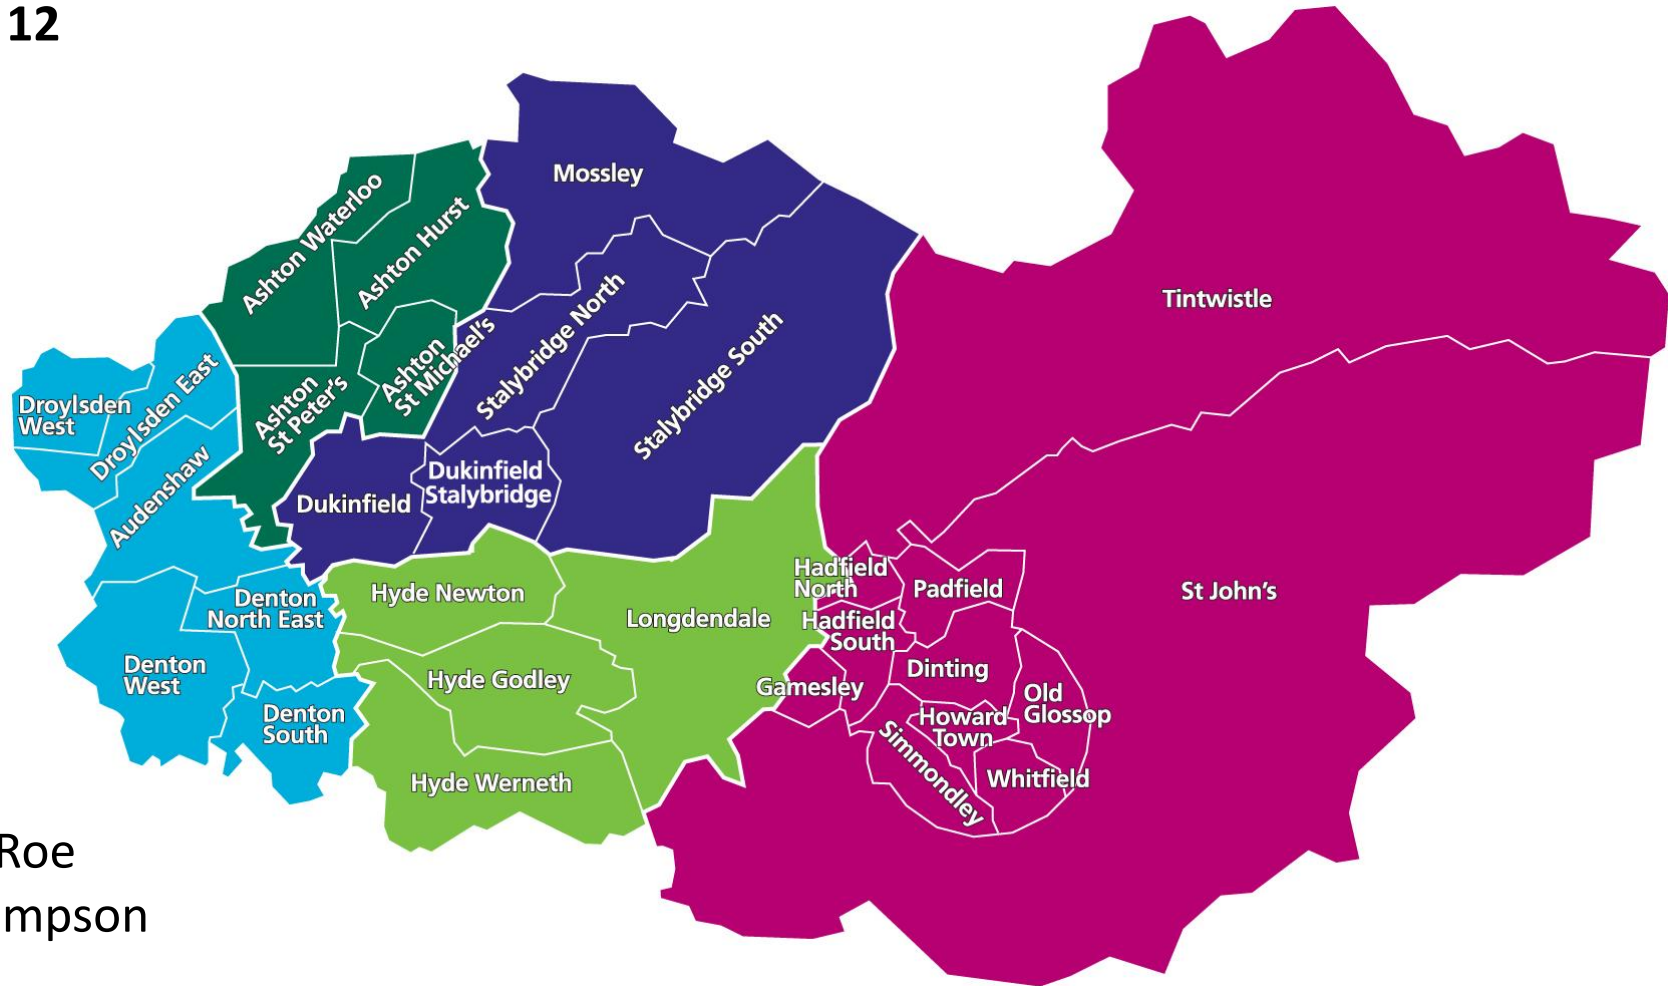 12
Mossley
Ashton Waterloo
Ashton Hurst
Tintwistle
Stalybridge North
Stalybridge South
Ashton
St Michael's
Ashton
St Peter's
Droylsden
West
Droylsden East
Audenshaw
Dukinfield
Dukinfield
Stalybridge
Hadfield
North
Padfield
St John's
Hyde Newton
Denton
North East
Longdendale
Hadfield
South
Denton
West
Hyde Godley
Gamesley
Dinting
Old
Glossop
Denton
South
Howard
Town
Simmondley
Whitfield
Hyde Werneth
Roe
mpson